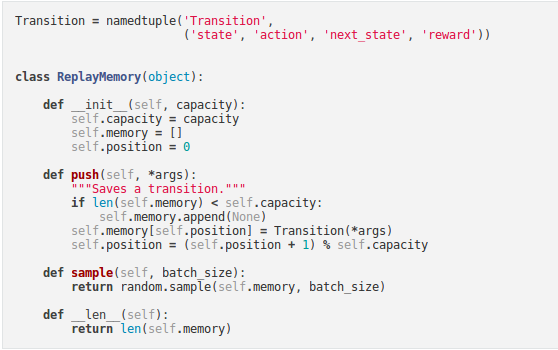 Transition = namedtuple('Transition',
                        ('state', 'action', 'next_state', 'reward'))


class ReplayMemory(object):

    def __init__(self, capacity):
        self.capacity = capacity
        self.memory = []
        self.position = 0

    def push(self, *args):
        """Saves a transition."""
        if len(self.memory) < self.capacity:
            self.memory.append(None)
        self.memory[self.position] = Transition(*args)
        self.position = (self.position + 1) % self.capacity

    def sample(self, batch_size):
        return random.sample(self.memory, batch_size)

    def __len__(self):
        return len(self.memory)